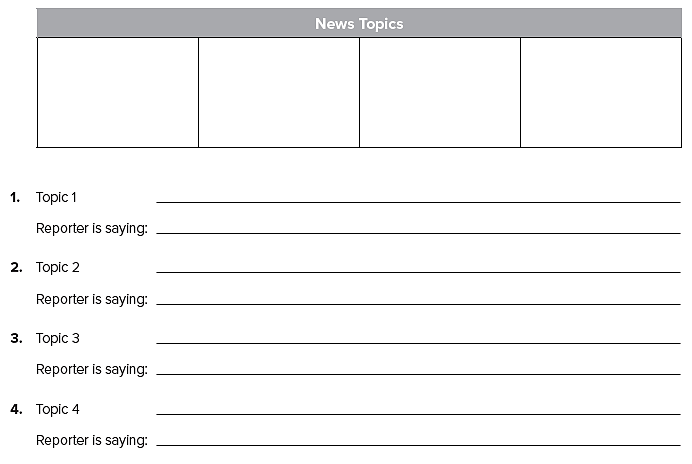 News Topics
1. Topic 1
Reporter is saying:
2. Topic 2
Reporter is saying:
3. Topic 3
Reporter is saying:
4. Topic 4
Reporter is saying: